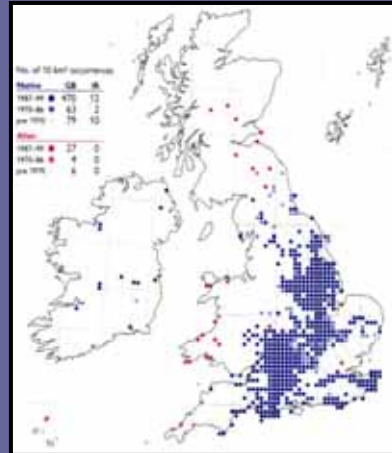 No. of 10 km² occurrences
Native GB IR
1987-99 470 12
1970-86 63 2
pre 1970 79 10
Alien
1987-99 27 0
1970-86 4 0
pre 1970 6 0